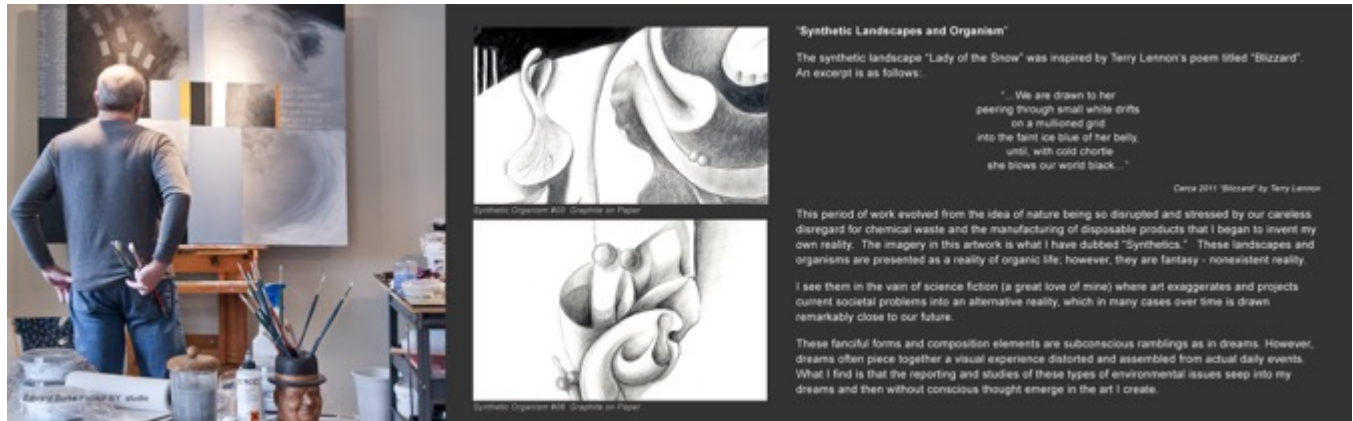 Edward Burke NY. studio
Synthetic Organism #03 Graphite on Paper
Synthetic Organism #08 Graphite on Paper
"Synthetic Landscapes and Organism"
The synthetic landscape "Lady of the Snow" was inspired by Terry Lennon's poem titled "Blizzard".
An excerpt is as follows:.
"...We are drawn to her
peering through small white drifts
on a mullioned grid
into the faint ice blue of her belly,
until, with cold chortle
she blows our world black..."
Cerca 2011 "Blizzard" by Terry Lennon
This period of work evolved from the idea of nature being so disrupted and stressed by our careless
disregard for chemical waste and the manufacturing of disposable products that I began to invent my
own reality. The imagery in this artwork is what I have dubbed "Synthetics." These landscapes and
organisms are presented as a reality of organic life; however, they are fantasy - nonexistent reality.
I see them in the vain of science fiction (a great love of mine) where art exaggerates and projects
current societal problems into an alternative reality, which in many cases over time is drawn
remarkably close to our future.
These fanciful forms and composition elements are subconscious ramblings as in dreams. However,
dreams often piece together a visual experience distorted and assembled from actual daily events.
What I find is that the reporting and studies of these types of environmental issues seep into my
dreams and then without conscious thought emerge in the art I create.